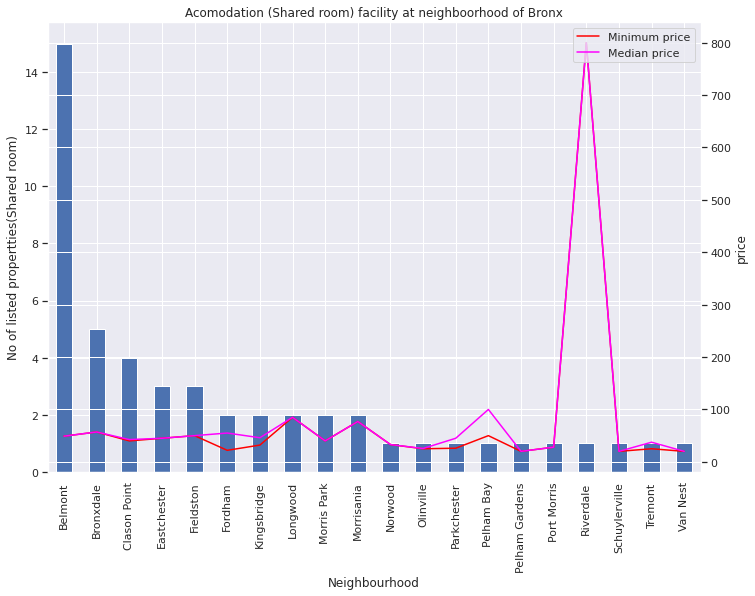 Acomodation (Shared room) facility at neighboorhood of Bronx
Minimum price
Median price
No of listed propertties(Shared room)
14
12
10
8
6
4
2
0
800
700
600
500
400
300
200
100
0
price
Belmont
Bronxdale
Clason Point
Eastchester
Fieldston
Fordham
Kingsbridge
Longwood
Morris Park
Morrisania
Norwood
Olinville
Parkchester
Pelham Bay
Pelham Gardens
Port Morris
Riverdale
Schuylerville
Tremont
Van Nest
Neighbourhood